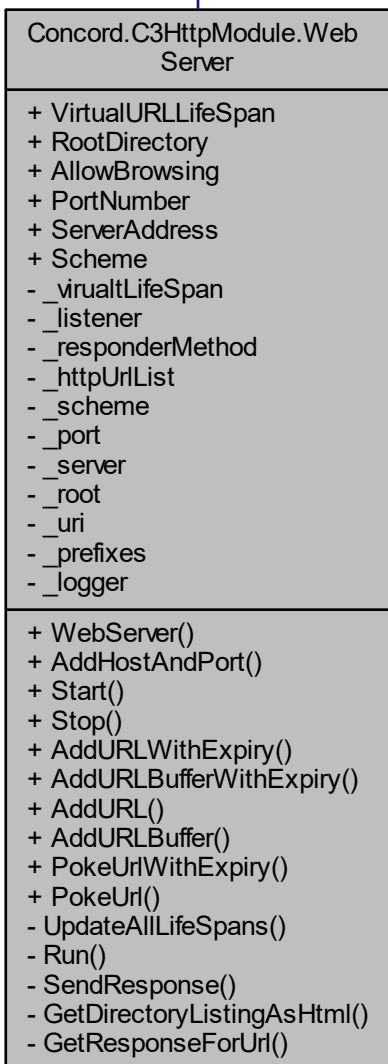 Concord.C3HttpModule.Web
Server
+ VirtualURLLifeSpan
+ RootDirectory
+ AllowBrowsing
+ PortNumber
+ ServerAddress
+ Scheme
- _virualtLifeSpan
- _listener
- _responderMethod
- _httpUrlList
- _scheme
- _port
- _server
- _root
- _uri
- _prefixes
- _logger
+ WebServer()
+ AddHostAndPort()
+ Start()
+ Stop()
+ AddURLWithExpiry()
+ AddURLBufferWithExpiry()
+ AddURL()
+ AddURLBuffer()
+ PokeUrlWithExpiry()
+ PokeUrl()
- UpdateAllLifeSpans()
- Run()
- SendResponse()
- GetDirectoryListingAsHtml()
- GetResponseForUrl()